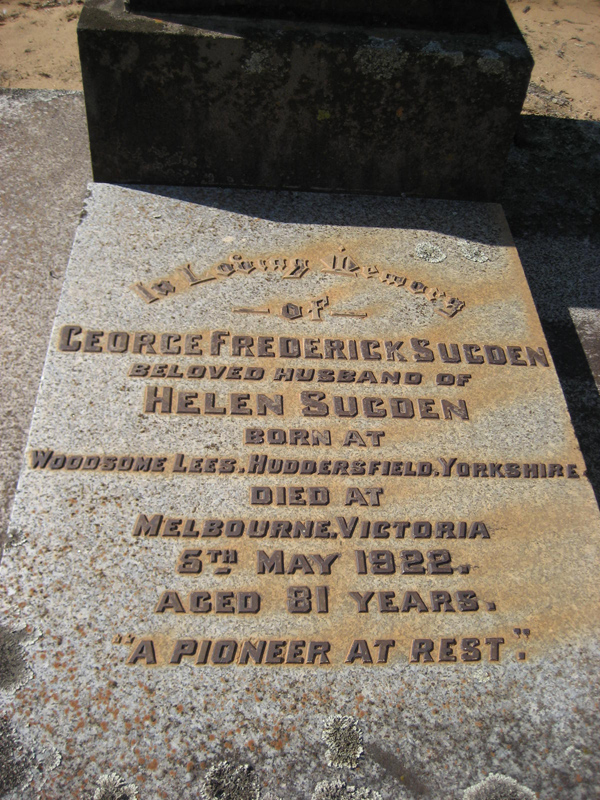 In Loving Memory
— of —
GEORGE FREDERICK SUGDEN
BELOVED HUSBAND OF
HELEN SUGDEN
BORN AT
WOODSOME LEES. HUDDERSFIELD. YORKSHIRE.
DIED AT
MELBOURNE. VICTORIA
5TH MAY 1922.
AGED 81 YEARS.
"A PIONEER AT REST".